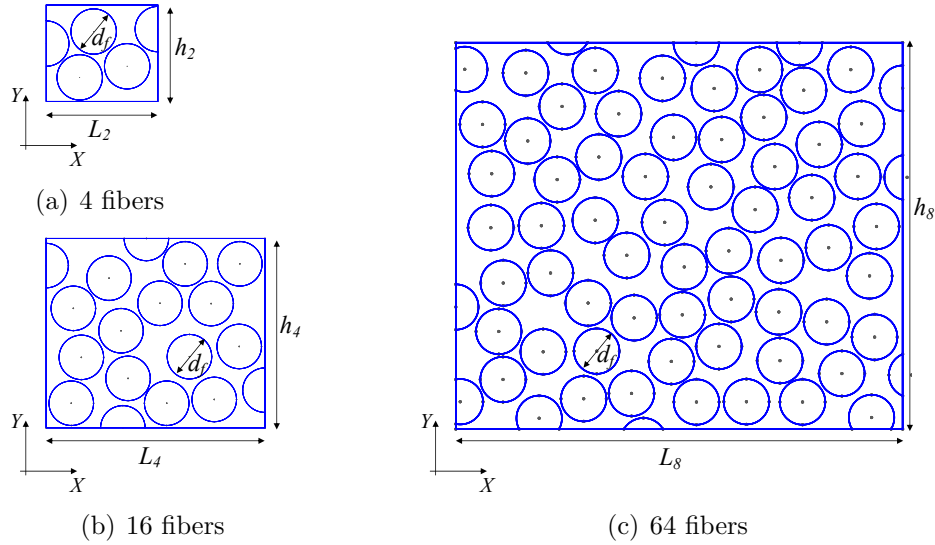 d_f
h_2
Y
L_2
X
(a) 4 fibers
d_f
h_4
Y
L_4
X
(b) 16 fibers
d_f
h_8
Y
L_8
X
(c) 64 fibers